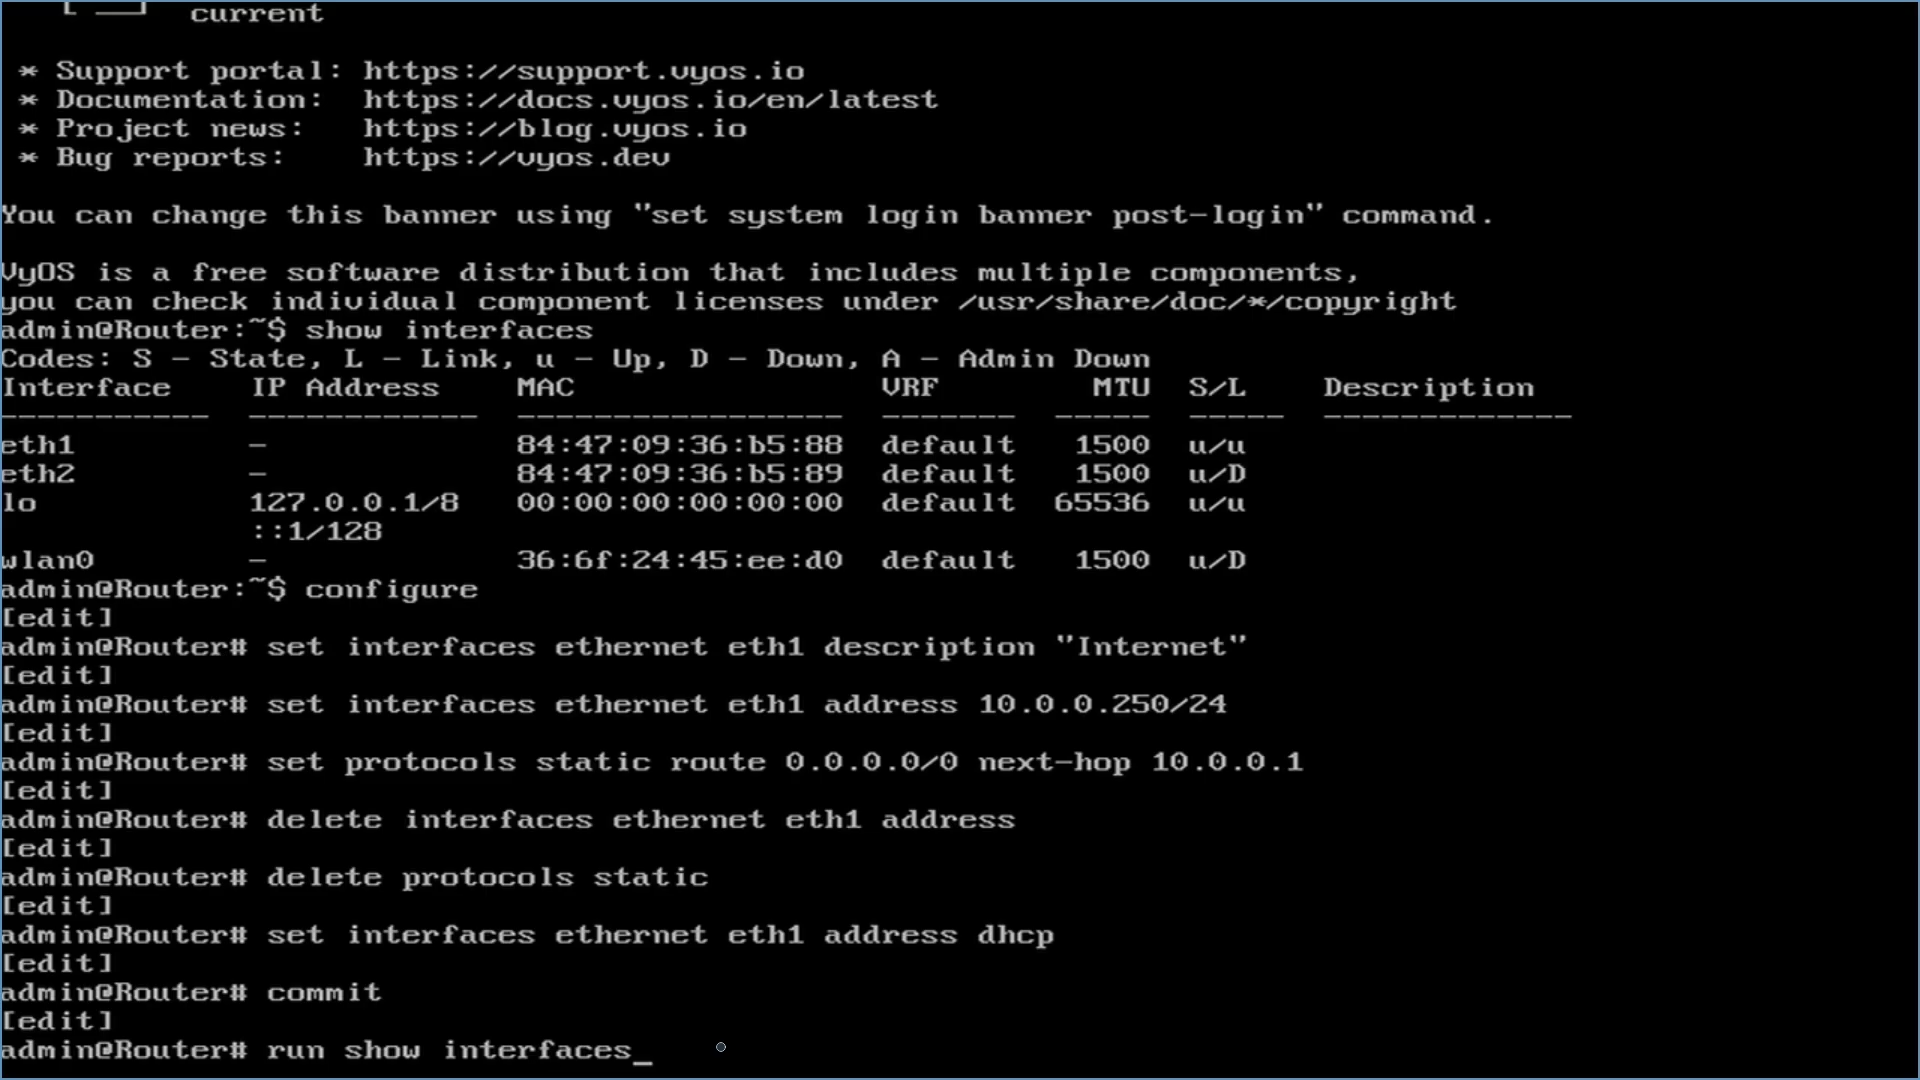 current
* Support portal: https://support.vyos.io
* Documentation: https://docs.vyos.io/en/latest
* Project news: https://blog.vyos.io
* Bug reports: https://vyos.dev
You can change this banner using "set system login banner post-login" command.
VyOS is a free software distribution that includes multiple components,
you can check individual component licenses under /usr/share/doc/*/copyright
admin@Router:~$ show interfaces
Codes: S - State, L - Link, u - Up, D - Down, A - Admin Down
Interface IP Address MAC VRF MTU S/L Description
----------- ------------ ----------------- ------- ----- ----- -------------
eth1 - 84:47:09:36:b5:88 default 1500 u/u
eth2 - 84:47:09:36:b5:89 default 1500 u/D
lo 127.0.0.1/8 00:00:00:00:00:00 default 65536 u/u
::1/128
wlan0 - 36:6f:24:45:ee:d0 default 1500 u/D
admin@Router:~$ configure
[edit]
admin@Router# set interfaces ethernet eth1 description "Internet"
[edit]
admin@Router# set interfaces ethernet eth1 address 10.0.0.250/24
[edit]
admin@Router# set protocols static route 0.0.0.0/0 next-hop 10.0.0.1
[edit]
admin@Router# delete interfaces ethernet eth1 address
[edit]
admin@Router# delete protocols static
[edit]
admin@Router# set interfaces ethernet eth1 address dhcp
[edit]
admin@Router# commit
[edit]
admin@Router# run show interfaces_